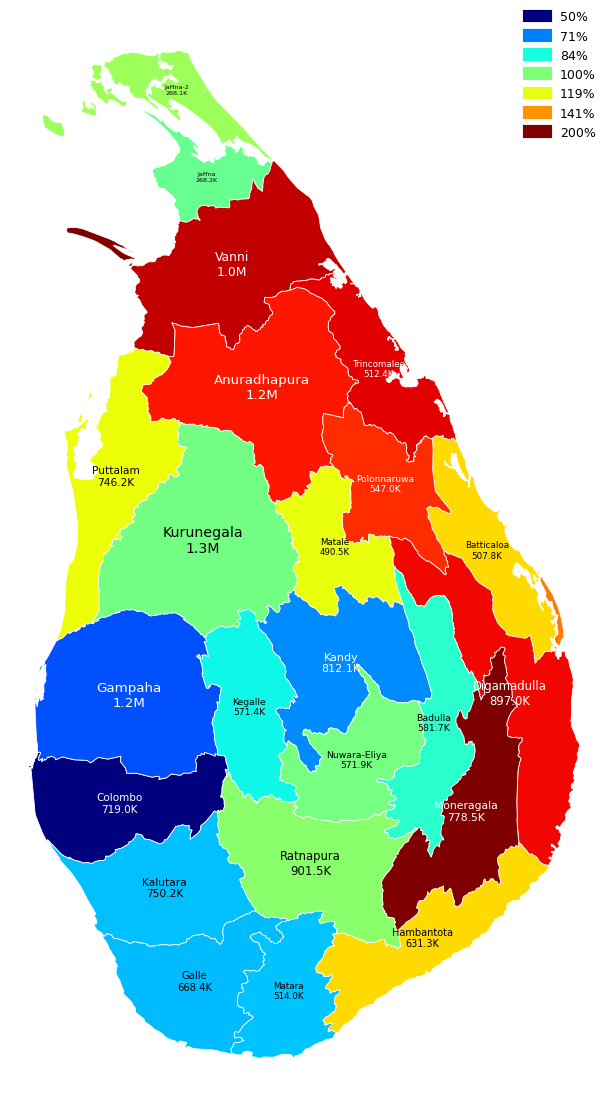 50%
71%
84%
100%
119%
141%
200%
Jaffna-2
268.1K
Jaffna
268.2K
Vanni
1.0M
Trincomalee
512.4K
Anuradhapura
1.2M
Puttalam
746.2K
Polonnaruwa
547.0K
Kurunegala
1.3M
Matale
490.5K
Batticaloa
507.8K
Kandy
812.1K
Gampaha
1.2M
Digamadulla
897.0K
Kegalle
571.4K
Badulla
581.7K
Nuwara-Eliya
571.9K
Colombo
719.0K
Moneragala
778.5K
Ratnapura
901.5K
Kalutara
750.2K
Hambantota
631.3K
Galle
668.4K
Matara
514.0K